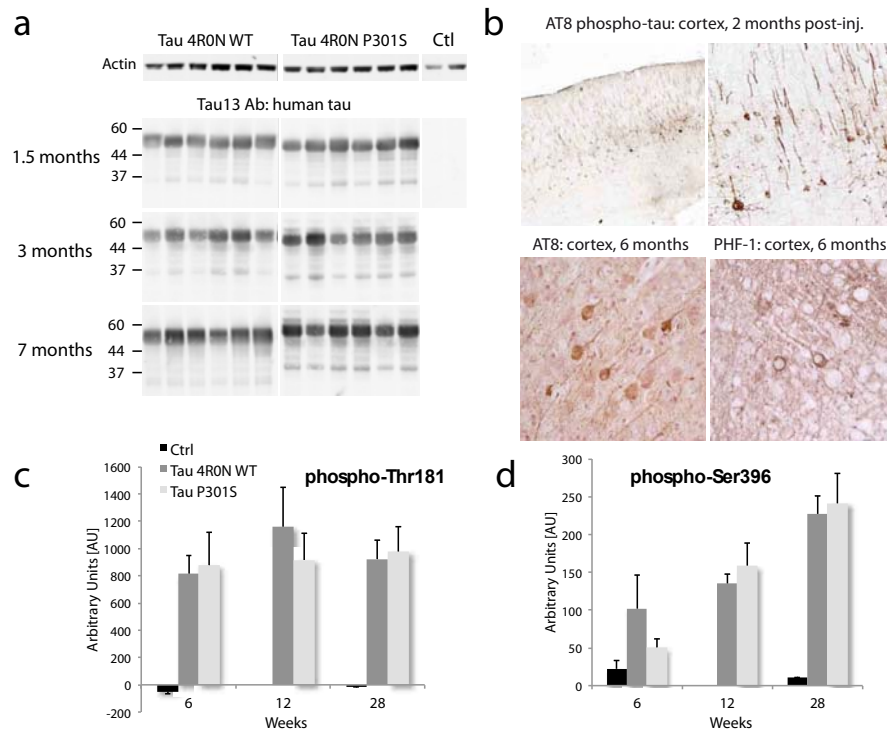 a
Tau 4R0N WT Tau 4R0N P301S Ctl
Actin
Tau13 Ab: human tau
1.5 months
60
44
37
3 months
60
44
37
7 months
60
44
37
b
AT8 phospho-tau: cortex, 2 months post-inj.
AT8: cortex, 6 months PHF-1: cortex, 6 months
c
Ctrl
Tau 4R0N WT
Tau P301S
phospho-Thr181
Arbitrary Units [AU]
1600
1400
1200
1000
800
600
400
200
0
-200
6 12 28
Weeks
d
phospho-Ser396
Arbitrary Units [AU]
300
250
200
150
100
50
0
6 12 28
Weeks